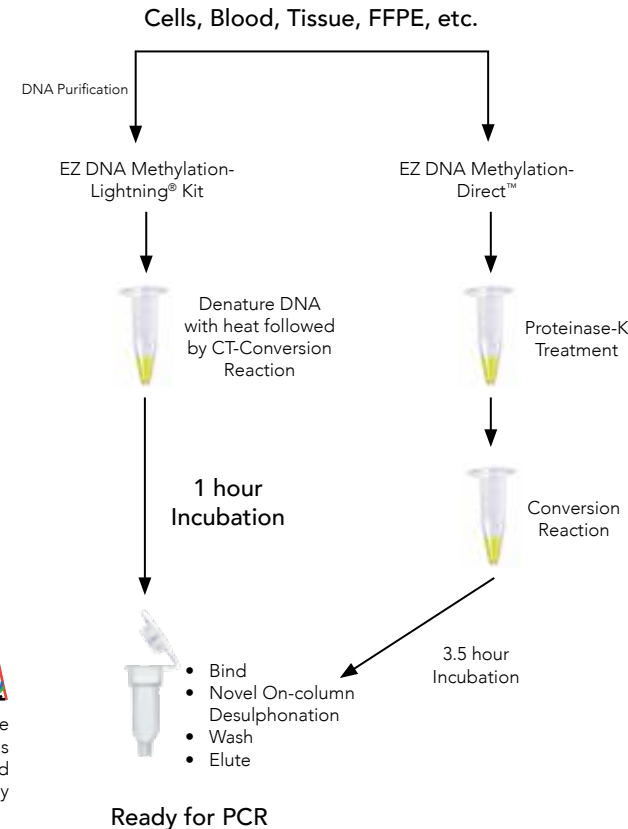 Cells, Blood, Tissue, FFPE, etc.
DNA Purification
EZ DNA Methylation-
Lightning® Kit
EZ DNA Methylation-
Direct™
Denature DNA
with heat followed
by CT-Conversion
Reaction
Proteinase-K
Treatment
1 hour
Incubation
Conversion
Reaction
3.5 hour
Incubation
• Bind
• Novel On-column
Desulphonation
• Wash
• Elute
Ready for PCR